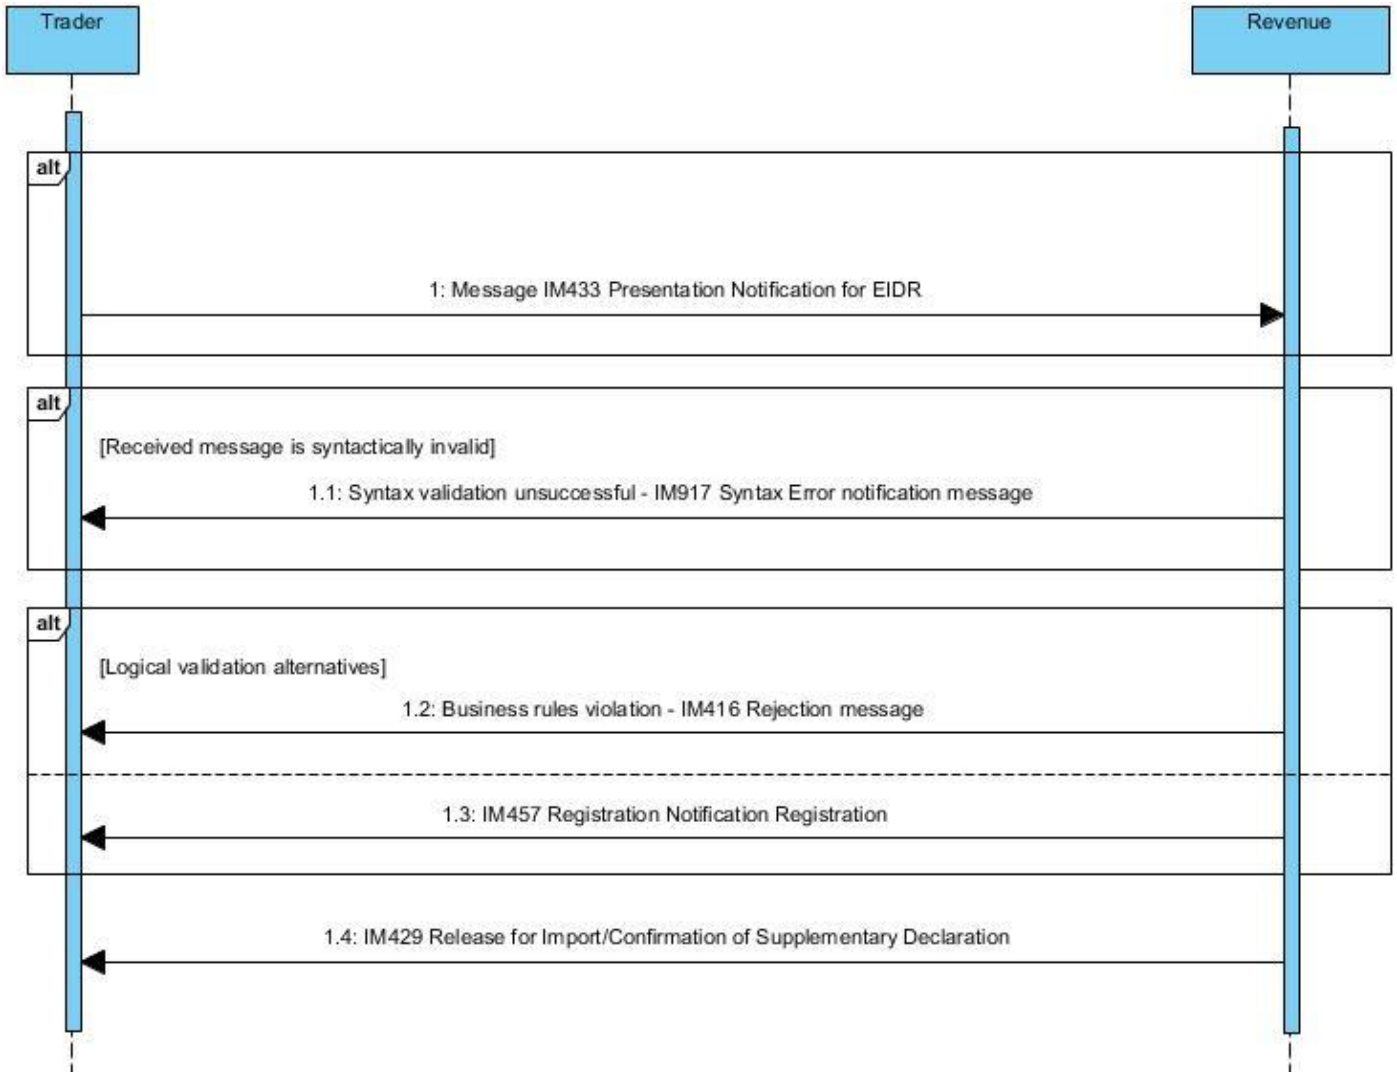 Trader
Revenue
alt
1: Message IM433 Presentation Notification for EIDR
alt
[Received message is syntactically invalid]
1.1: Syntax validation unsuccessful - IM917 Syntax Error notification message
alt
[Logical validation alternatives]
1.2: Business rules violation - IM416 Rejection message
1.3: IM457 Registration Notification Registration
1.4: IM429 Release for Import/Confirmation of Supplementary Declaration